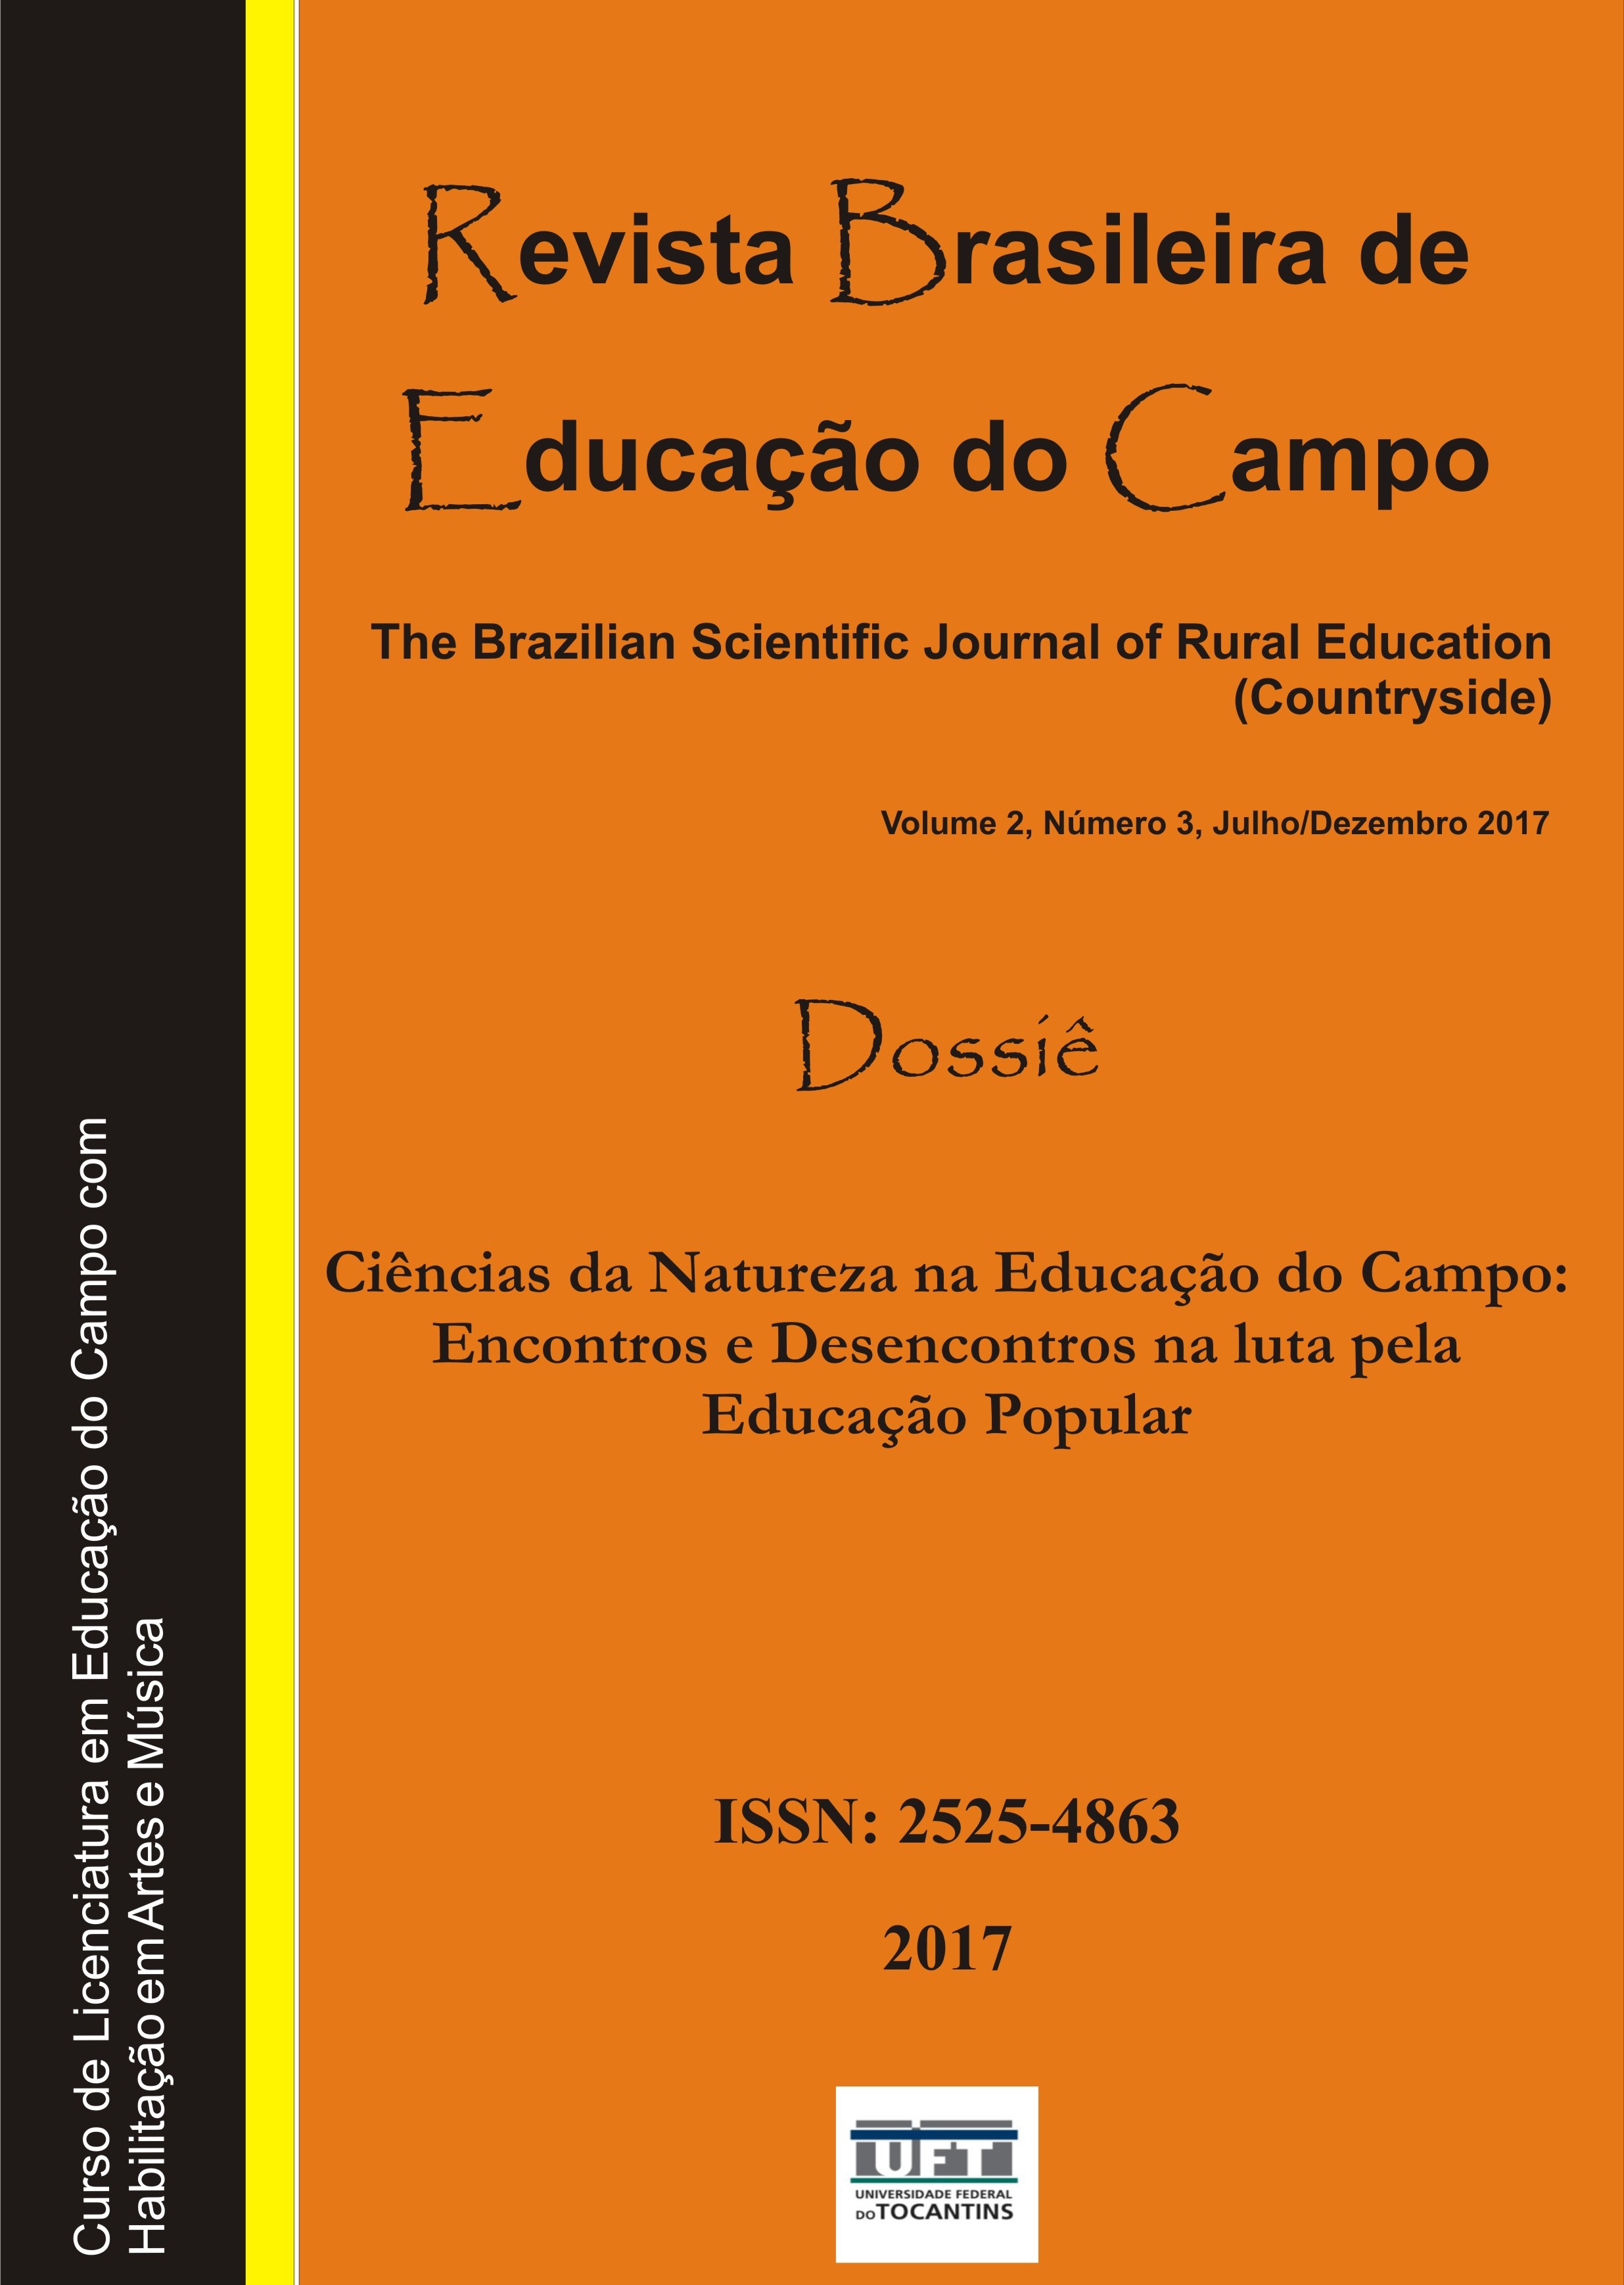 Revista Brasileira de
Educação do Campo
The Brazilian Scientific Journal of Rural Education
(Countryside)
Volume 2, Número 3, Julho/Dezembro 2017
Dossiê
Ciências da Natureza na Educação do Campo:
Encontros e Desencontros na luta pela
Educação Popular
ISSN: 2525-4863
2017
UFT
UNIVERSIDADE FEDERAL
DO TOCANTINS
Curso de Licenciatura em Educação do Campo com
Habilitação em Artes e Música